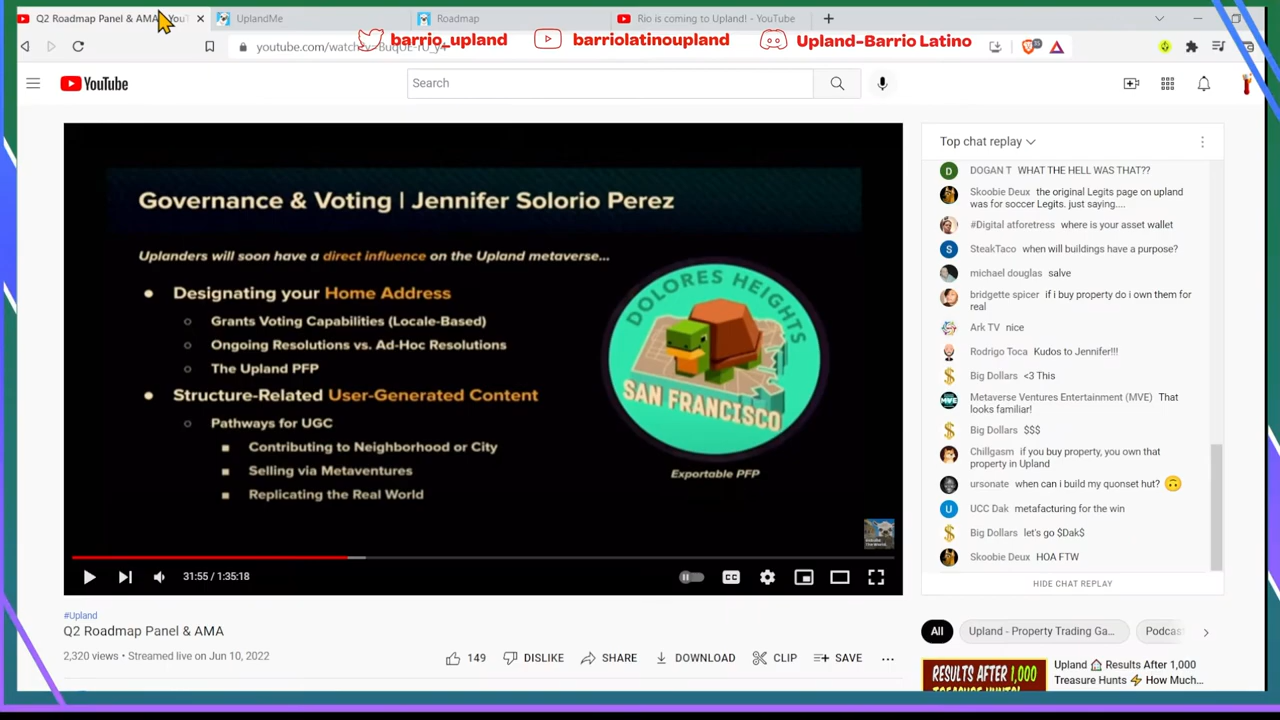 Q2 Roadmap Panel & AMA
UplandMe
Roadmap
Rio is coming to Upland! - YouTube
barrio_upland
barriolatinoupland
Upland-Barrio Latino
YouTube
Search
Governance & Voting | Jennifer Solorio Perez
Uplanders will soon have a direct influence on the Upland metaverse...
Designating your Home Address
Grants Voting Capabilities (Locale-Based)
Ongoing Resolutions vs. Ad-Hoc Resolutions
The Upland PFP
Structure-Related User-Generated Content
Pathways for UGC
Contributing to Neighborhood or City
Selling via Metaventures
Replicating the Real World
DOLORES HEIGHTS
SAN FRANCISCO
Exportable PFP
31:55 / 1:35:18
CC
#Upland
Q2 Roadmap Panel & AMA
2,320 views • Streamed live on Jun 10, 2022
149
DISLIKE
SHARE
DOWNLOAD
CLIP
SAVE
Top chat replay
DOGAN T WHAT THE HELL WAS THAT??
Skoobie Deux the original Legits page on upland
was for soccer Legits. just saying....
#Digital atforetress where is your asset wallet
SteakTaco when will buildings have a purpose?
michael douglas salve
bridgette spicer if i buy property do i own them for
real
Ark TV nice
Rodrigo Toca Kudos to Jennifer!!!
Big Dollars <3 This
Metaverse Ventures Entertainment (MVE) That
looks familiar!
Big Dollars $$$
Chillgasm if you buy property, you own that
property in Upland
ursonate when can i build my quonset hut? 🙃
UCC Dak metafacturing for the win
Big Dollars let's go $Dak$
Skoobie Deux HOA FTW
HIDE CHAT REPLAY
All
Upland - Property Trading Ga...
Podcas
RESULTS AFTER 1,000
Upland 🏠 Results After 1,000
Treasure Hunts ⚡ How Much...